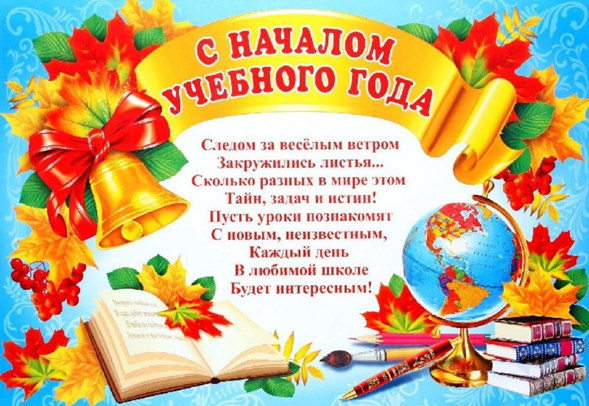 С НАЧАЛОМ
УЧЕБНОГО ГОДА
Следом за весёлым ветром
Закружились листья...
Сколько разных в мире этом
Тайн, задач и истин!
Пусть уроки познакомят
С новым, неизвестным,
Каждый день
В любимой школе
Будет интересным!